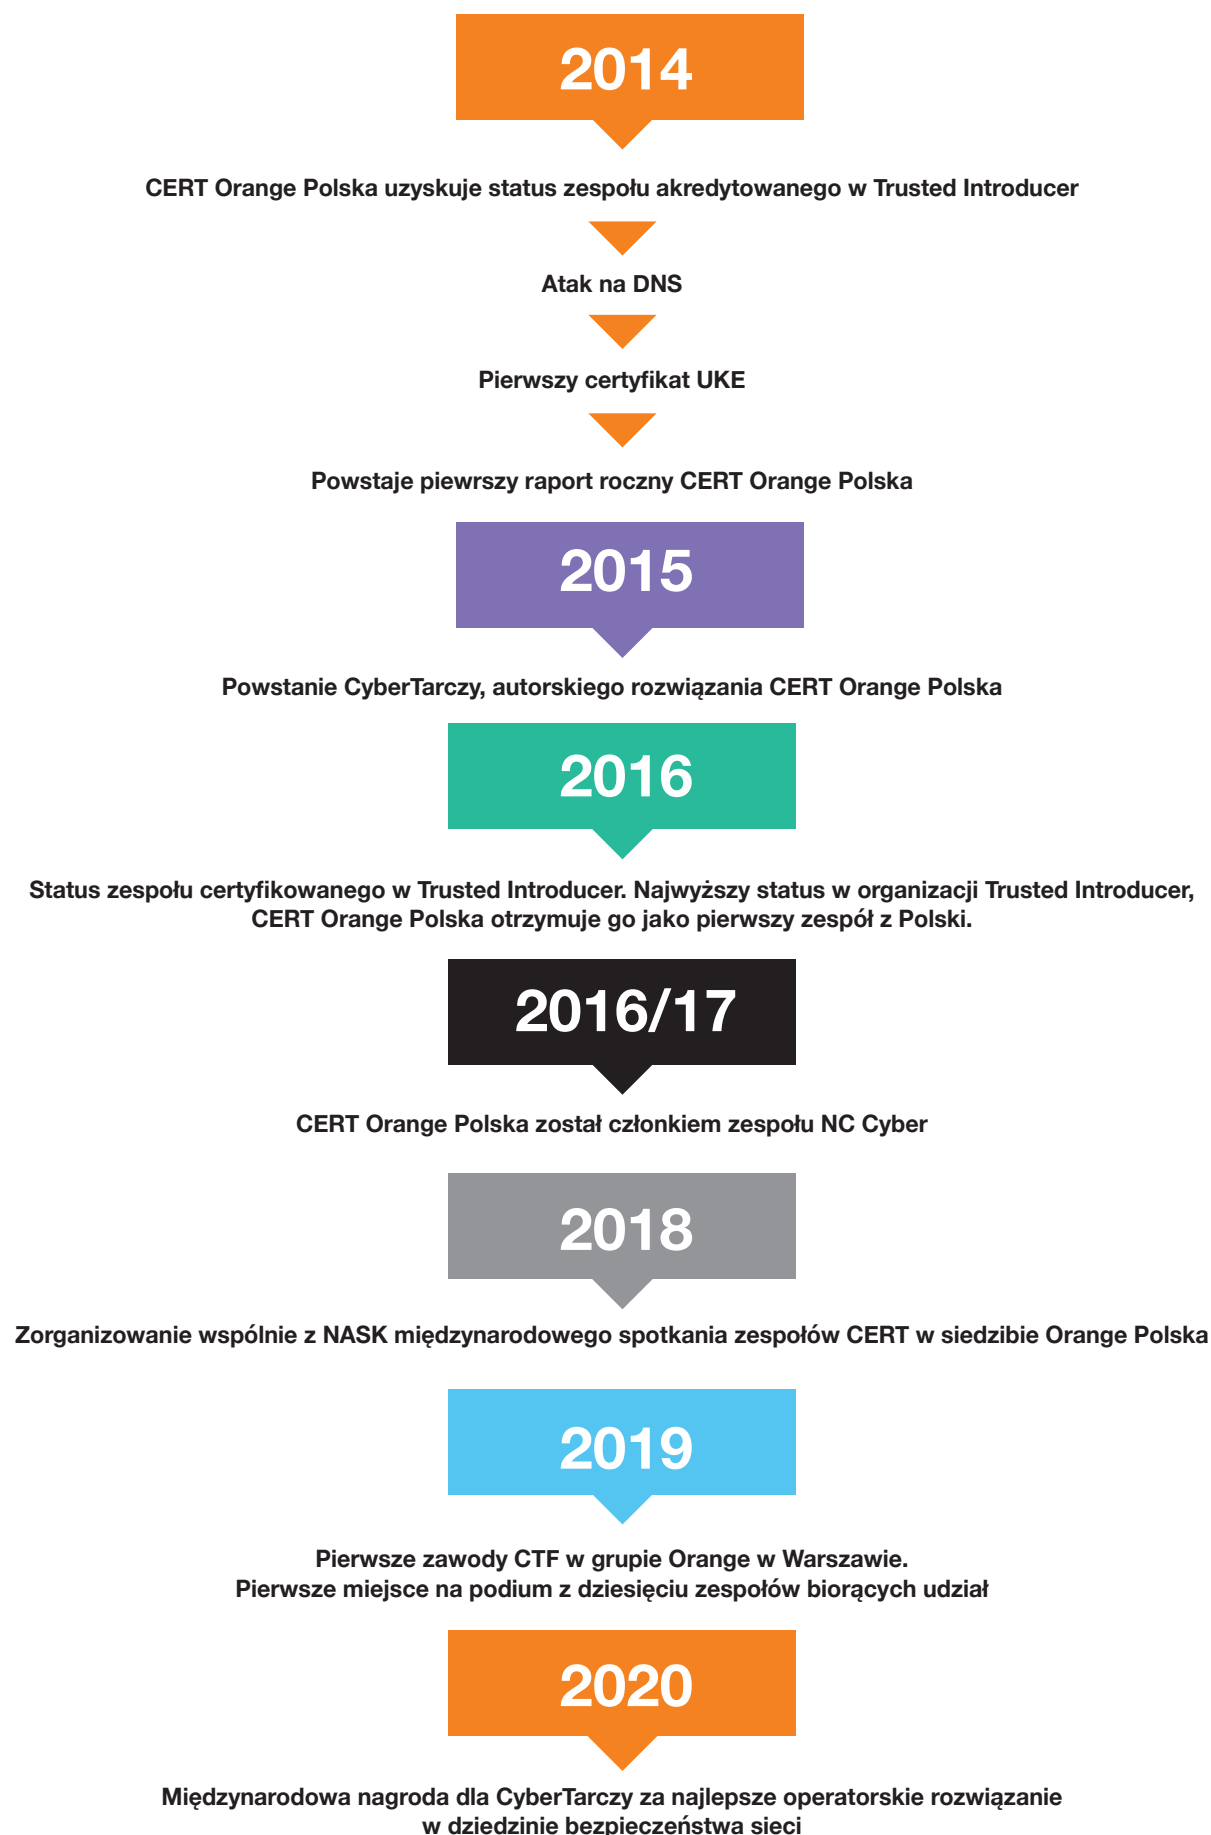 2014
CERT Orange Polska uzyskuje status zespołu akredytowanego w Trusted Introducer
Atak na DNS
Pierwszy certyfikat UKE
Powstaje piewrszy raport roczny CERT Orange Polska
2015
Powstanie CyberTarczy, autorskiego rozwiązania CERT Orange Polska
2016
Status zespołu certyfikowanego w Trusted Introducer. Najwyższy status w organizacji Trusted Introducer,
CERT Orange Polska otrzymuje go jako pierwszy zespół z Polski.
2016/17
CERT Orange Polska został członkiem zespołu NC Cyber
2018
Zorganizowanie wspólnie z NASK międzynarodowego spotkania zespołów CERT w siedzibie Orange Polska
2019
Pierwsze zawody CTF w grupie Orange w Warszawie.
Pierwsze miejsce na podium z dziesięciu zespołów biorących udział
2020
Międzynarodowa nagroda dla CyberTarczy za najlepsze operatorskie rozwiązanie
w dziedzinie bezpieczeństwa sieci